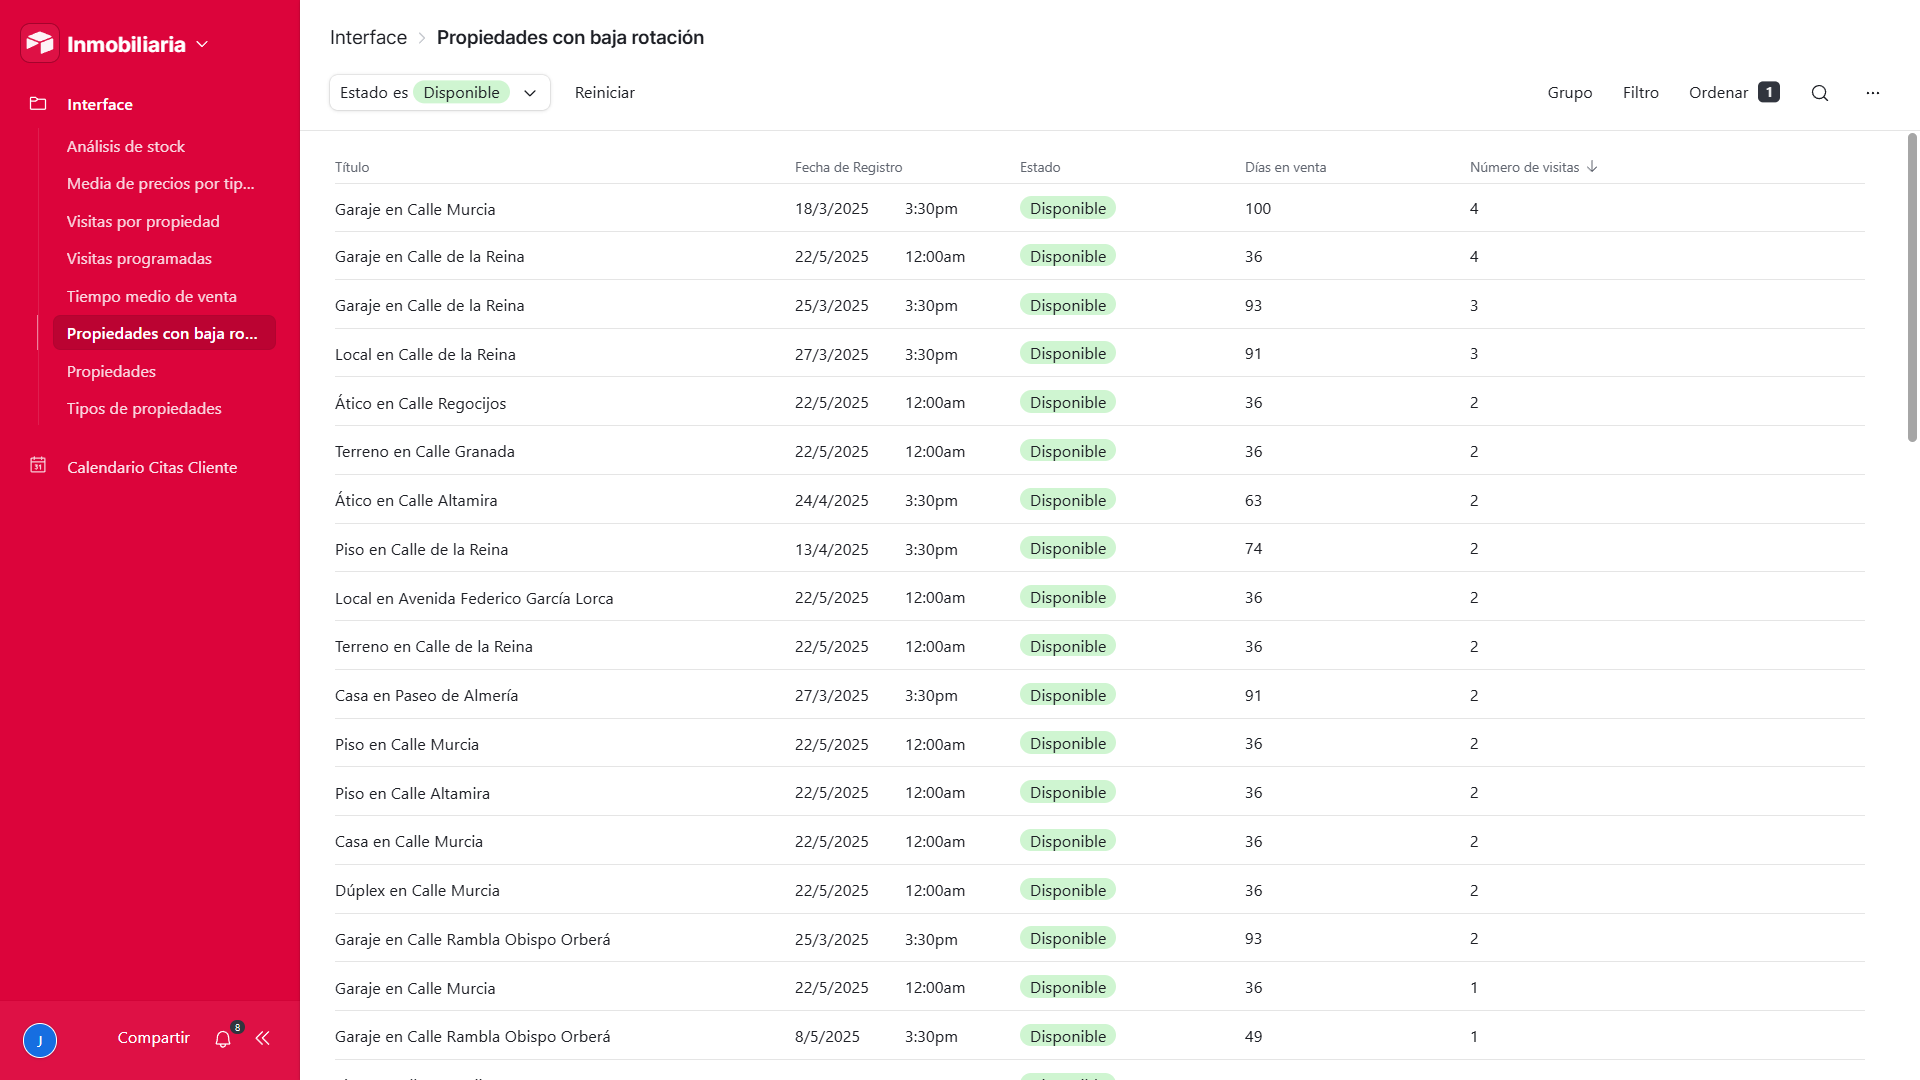 Inmobiliaria
Interface
Análisis de stock
Media de precios por tip...
Visitas por propiedad
Visitas programadas
Tiempo medio de venta
Propiedades con baja ro...
Propiedades
Tipos de propiedades
31 Calendario Citas Cliente
J Compartir 8
Interface Propiedades con baja rotación
Estado es Disponible Reiniciar Grupo Filtro Ordenar 1 ...
Título Fecha de Registro Estado Días en venta Número de visitas
Garaje en Calle Murcia 18/3/2025 3:30pm Disponible 100 4
Garaje en Calle de la Reina 22/5/2025 12:00am Disponible 36 4
Garaje en Calle de la Reina 25/3/2025 3:30pm Disponible 93 3
Local en Calle de la Reina 27/3/2025 3:30pm Disponible 91 3
Ático en Calle Regocijos 22/5/2025 12:00am Disponible 36 2
Terreno en Calle Granada 22/5/2025 12:00am Disponible 36 2
Ático en Calle Altamira 24/4/2025 3:30pm Disponible 63 2
Piso en Calle de la Reina 13/4/2025 3:30pm Disponible 74 2
Local en Avenida Federico García Lorca 22/5/2025 12:00am Disponible 36 2
Terreno en Calle de la Reina 22/5/2025 12:00am Disponible 36 2
Casa en Paseo de Almería 27/3/2025 3:30pm Disponible 91 2
Piso en Calle Murcia 22/5/2025 12:00am Disponible 36 2
Piso en Calle Altamira 22/5/2025 12:00am Disponible 36 2
Casa en Calle Murcia 22/5/2025 12:00am Disponible 36 2
Dúplex en Calle Murcia 22/5/2025 12:00am Disponible 36 2
Garaje en Calle Rambla Obispo Orberá 25/3/2025 3:30pm Disponible 93 2
Garaje en Calle Murcia 22/5/2025 12:00am Disponible 36 1
Garaje en Calle Rambla Obispo Orberá 8/5/2025 3:30pm Disponible 49 1